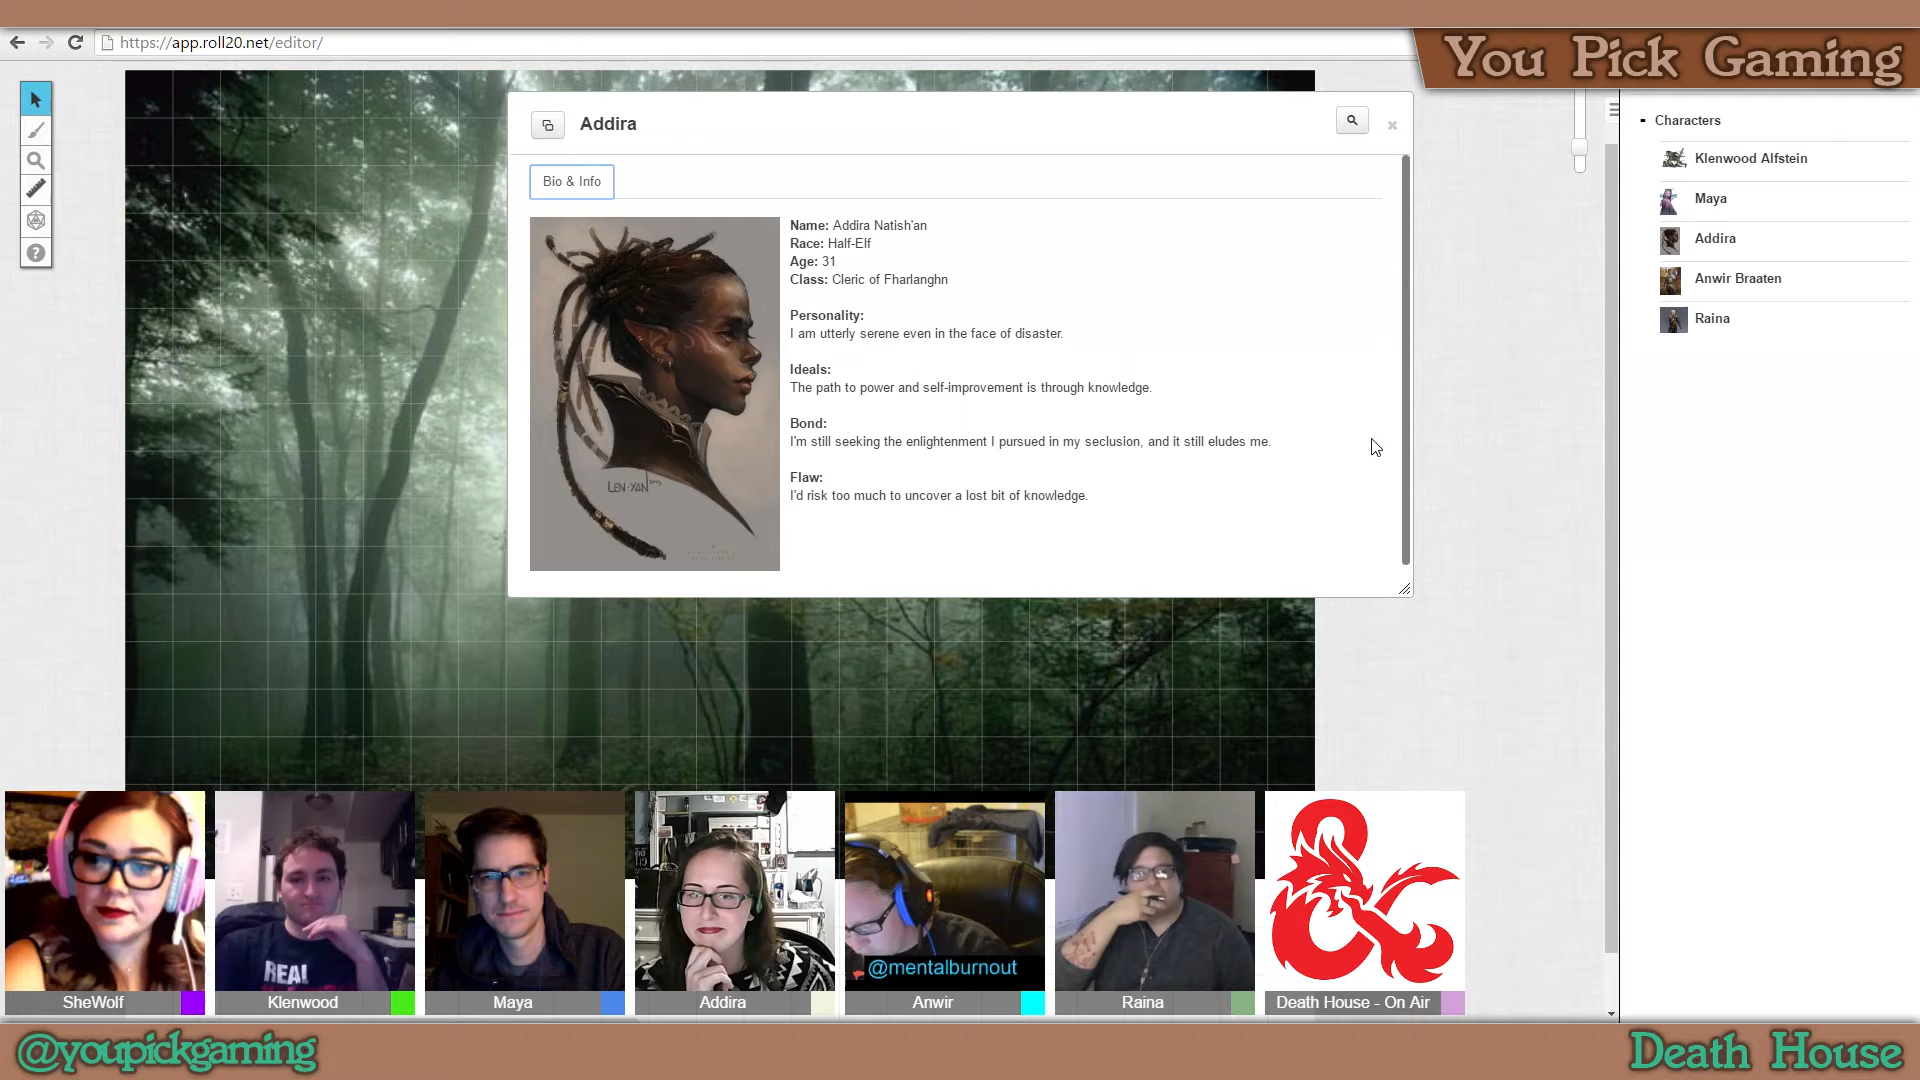 https://app.roll20.net/editor/
You Pick Gaming
Addira
Bio & Info
Name: Addira Natish'an
Race: Half-Elf
Age: 31
Class: Cleric of Fharlanghn
Personality:
I am utterly serene even in the face of disaster.
Ideals:
The path to power and self-improvement is through knowledge.
Bond:
I'm still seeking the enlightenment I pursued in my seclusion, and it still eludes me.
Flaw:
I'd risk too much to uncover a lost bit of knowledge.
LEN-YAN
Characters
Klenwood Alfstein
Maya
Addira
Anwir Braaten
Raina
REAL
@mentalburnout
SheWolf
Klenwood
Maya
Addira
Anwir
Raina
Death House - On Air
@youpickgaming
Death House